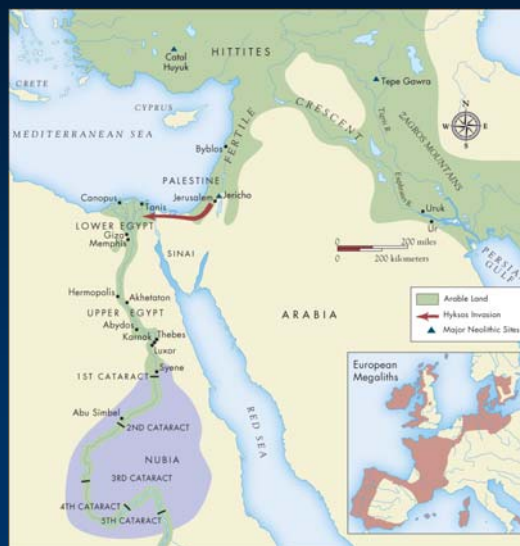 HITTITES
Catal
Huyuk
CRETE
CYPRUS
MEDITERRANEAN SEA
Tepe Gawra
Tigris R.
ZAGROS MOUNTAINS
N
W
E
S
FERTILE
CRESCENT
Byblos
PALESTINE
Jerusalem
Jericho
Euphrates R.
Canopus
Tanis
LOWER EGYPT
Giza
Memphis
SINAI
Uruk
Ur
0 200 miles
0 200 kilometers
PERSIAN
GULF
Hermopolis
Akhetaton
ARABIA
UPPER EGYPT
Abydos
Karnak
Thebes
Luxor
Syene
1ST CATARACT
Abu Simbel
2ND CATARACT
NUBIA
3RD CATARACT
4TH CATARACT
5TH CATARACT
RED SEA
Arable Land
Hyksos Invasion
Major Neolithic Sites
European
Megaliths